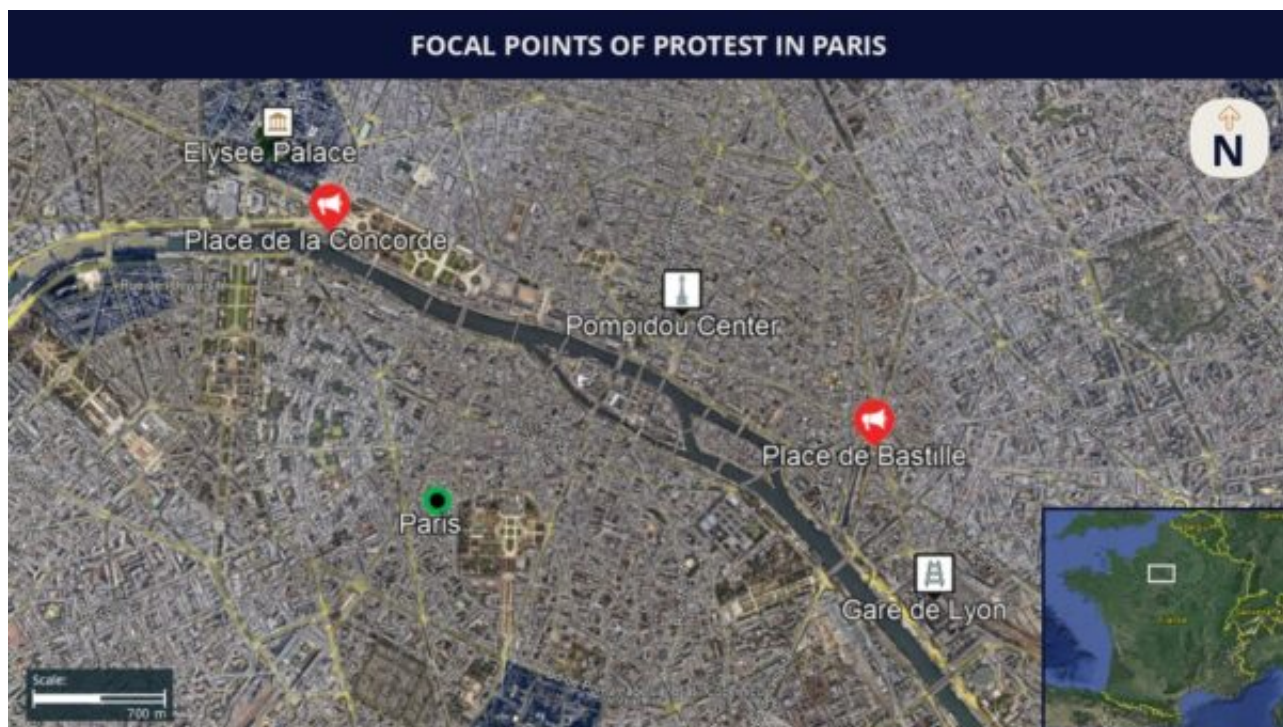 FOCAL POINTS OF PROTEST IN PARIS
N
Elysee Palace
Place de la Concorde
Pompidou Center
Place de Bastille
Paris
Gare de Lyon
Scale:
700 m